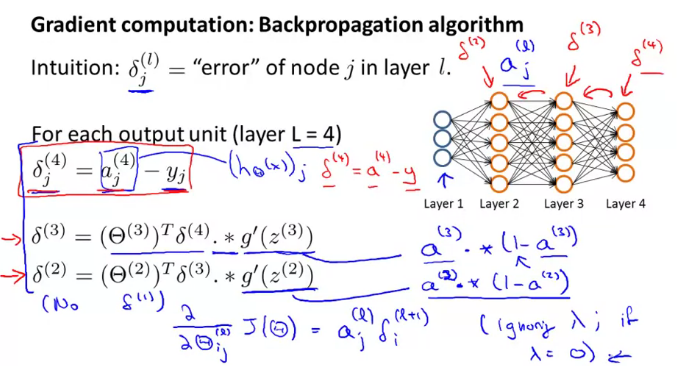 Gradient computation: Backpropagation algorithm
Intuition: δ_j^(l) = “error” of node j in layer l.
δ^(2) a_j^(l) δ^(3) δ^(4)
For each output unit (layer L = 4)
δ_j^(4) = a_j^(4) − y_j (h_Θ(x))_j δ^(4) = a^(4) - y
Layer 1 Layer 2 Layer 3 Layer 4
δ^(3) = (Θ^(3))^T δ^(4) . ∗ g′(z^(3)) a^(3) .* (1-a^(3))
δ^(2) = (Θ^(2))^T δ^(3) . ∗ g′(z^(2)) a^(2) .* (1-a^(2))
(No δ^(1))
∂/∂Θ_ij^(l) J(Θ) = a_j^(l) δ_i^(l+1) (Ignoring λ; if
λ = 0)